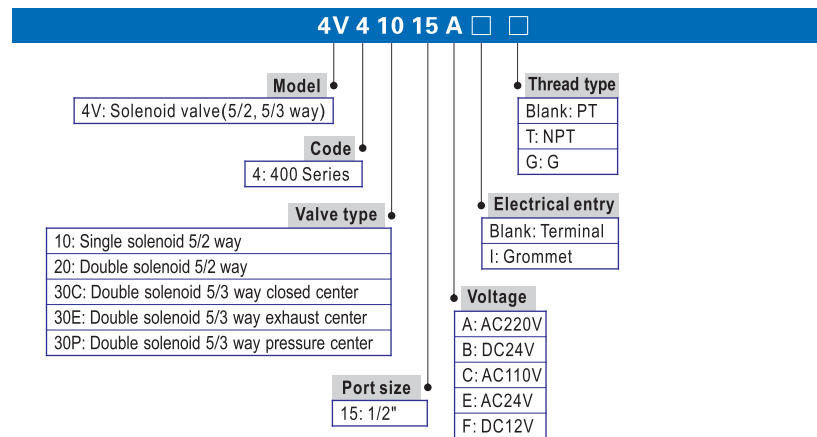 4V 4 10 15 A □ □
Model
4V: Solenoid valve(5/2, 5/3 way)
Code
4: 400 Series
Valve type
10: Single solenoid 5/2 way
20: Double solenoid 5/2 way
30C: Double solenoid 5/3 way closed center
30E: Double solenoid 5/3 way exhaust center
30P: Double solenoid 5/3 way pressure center
Port size
15: 1/2"
Thread type
Blank: PT
T: NPT
G: G
Electrical entry
Blank: Terminal
I: Grommet
Voltage
A: AC220V
B: DC24V
C: AC110V
E: AC24V
F: DC12V